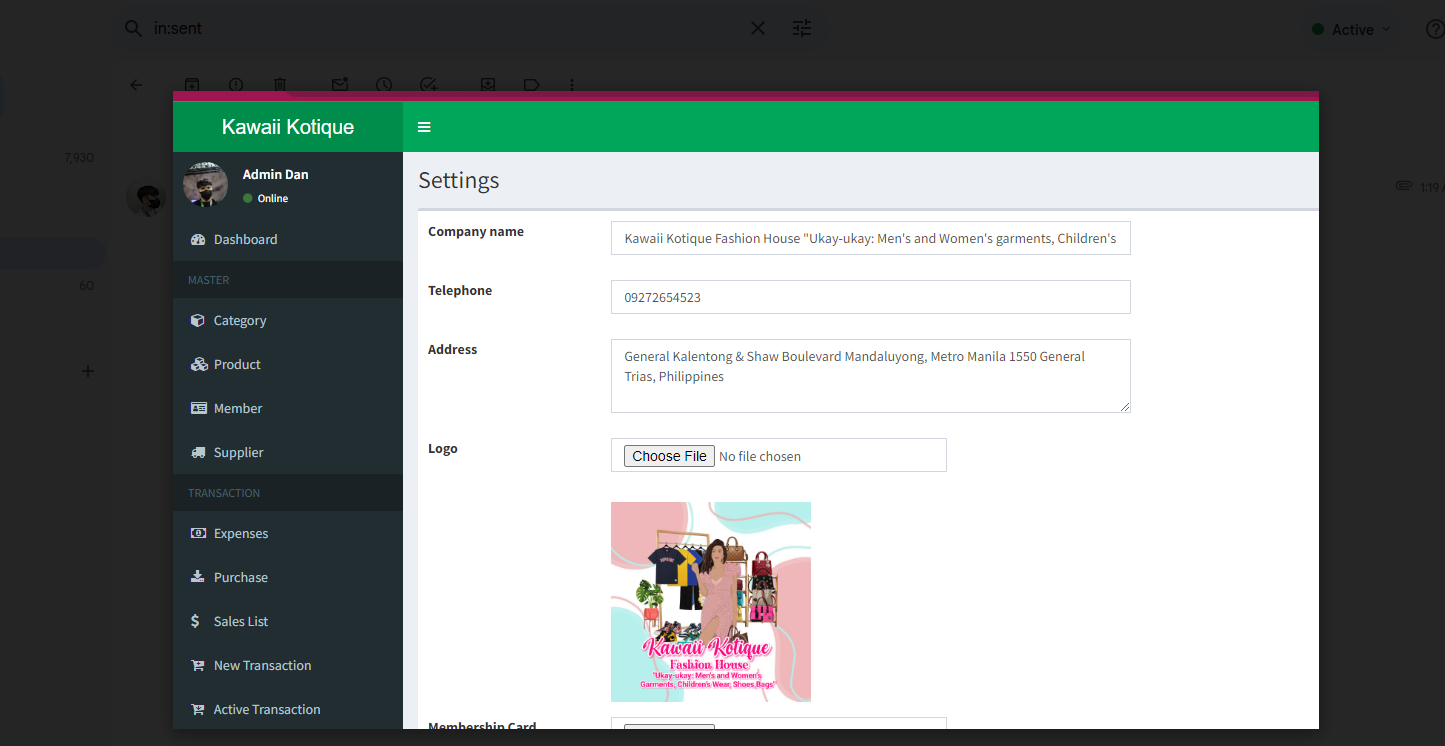 in:sent
Active
7,930
60
1:19
Kawaii Kotique
Admin Dan
Online
Dashboard
MASTER
Category
Product
Member
Supplier
TRANSACTION
Expenses
Purchase
Sales List
New Transaction
Active Transaction
Settings
Company name
Kawaii Kotique Fashion House "Ukay-ukay: Men's and Women's garments, Children's
Telephone
09272654523
Address
General Kalentong & Shaw Boulevard Mandaluyong, Metro Manila 1550 General
Trias, Philippines
Logo
Choose File No file chosen
Kawaii Kotique
Fashion House
"Ukay-ukay: Men's and Women's
Garments, Children's Wear, Shoes,Bags"
Membership Card